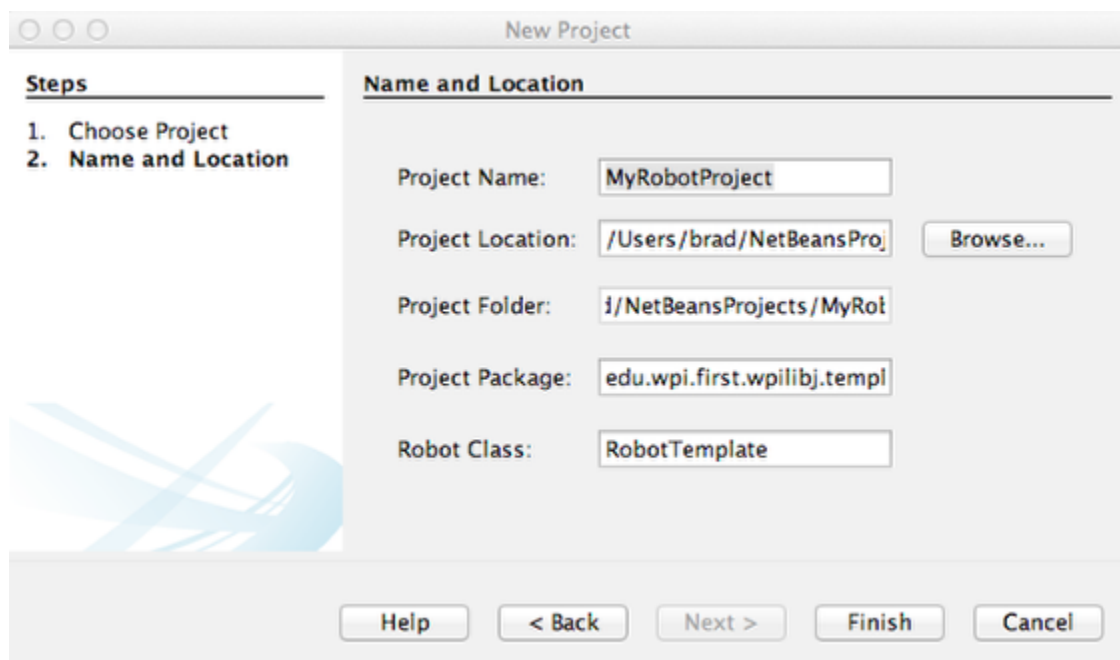 New Project
Steps
1. Choose Project
2. Name and Location
Name and Location
Project Name: MyRobotProject
Project Location: /Users/brad/NetBeansProj Browse...
Project Folder: d/NetBeansProjects/MyRob
Project Package: edu.wpi.first.wpilibj.templ
Robot Class: RobotTemplate
Help < Back Next > Finish Cancel